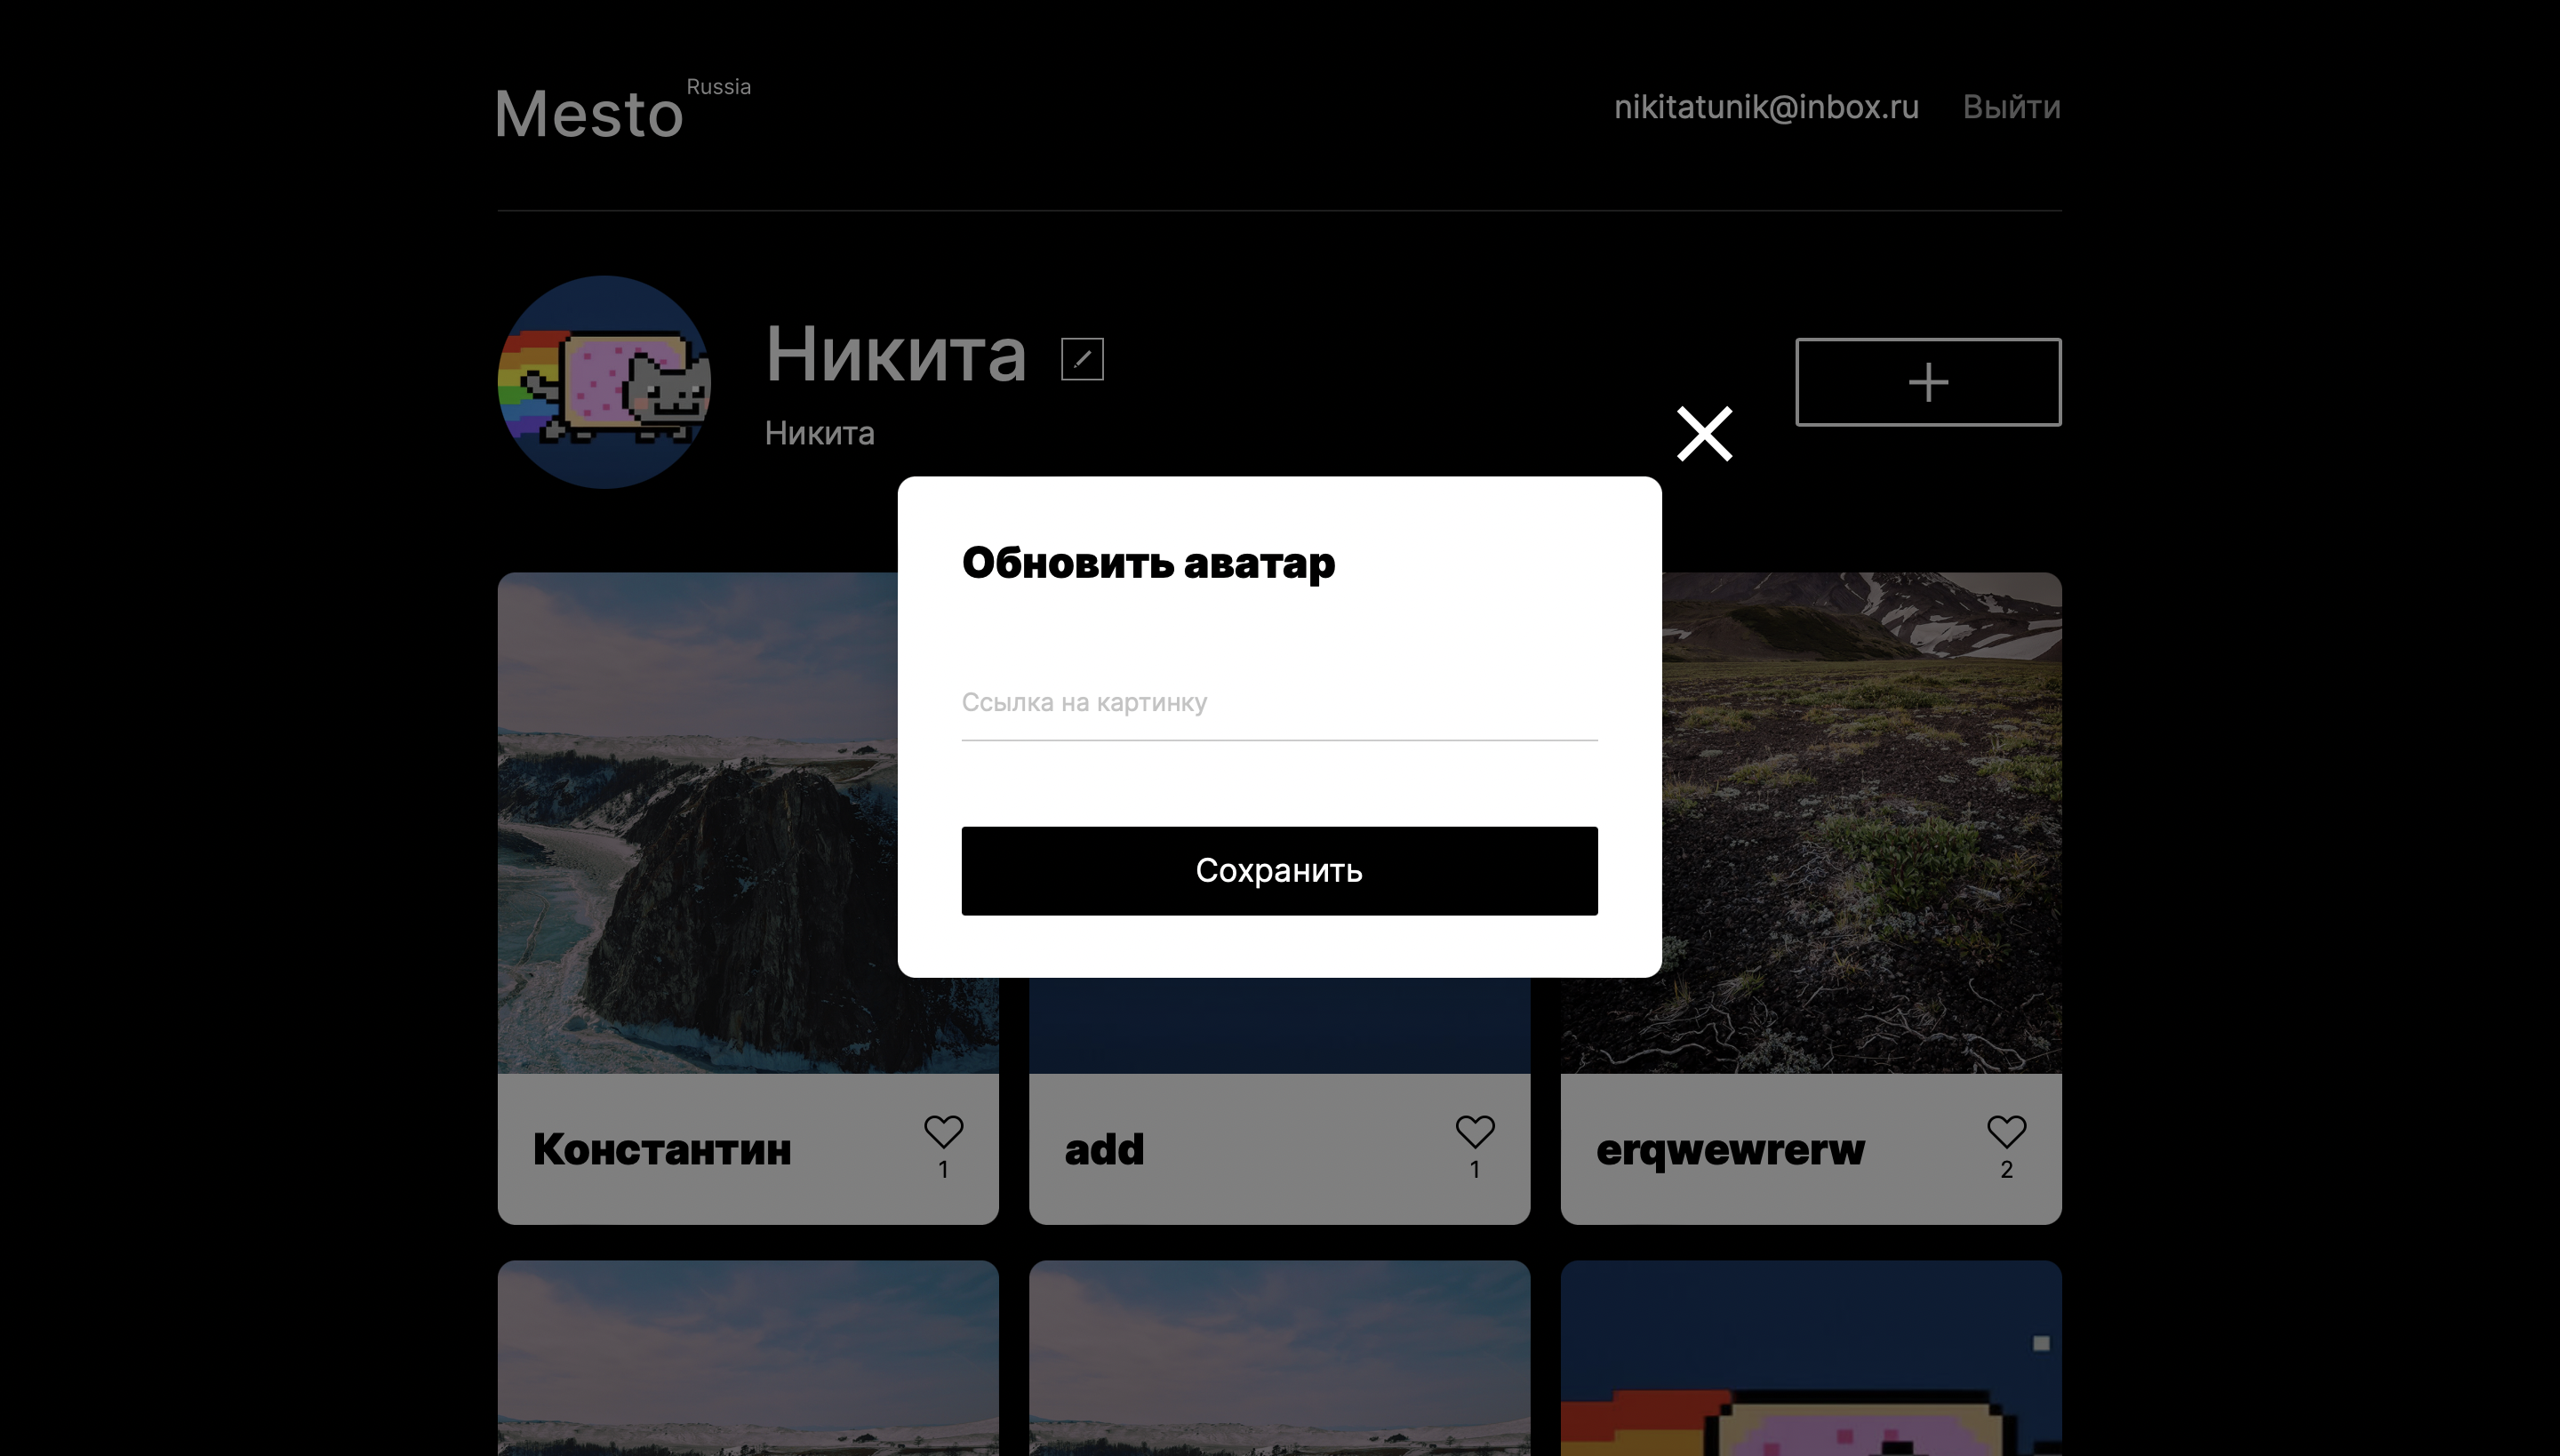 Mesto Russia
nikitatunik@inbox.ru Выйти
Никита
Никита
Обновить аватар
Ссылка на картинку
Сохранить
Константин
1
add
1
erqwewrerw
2